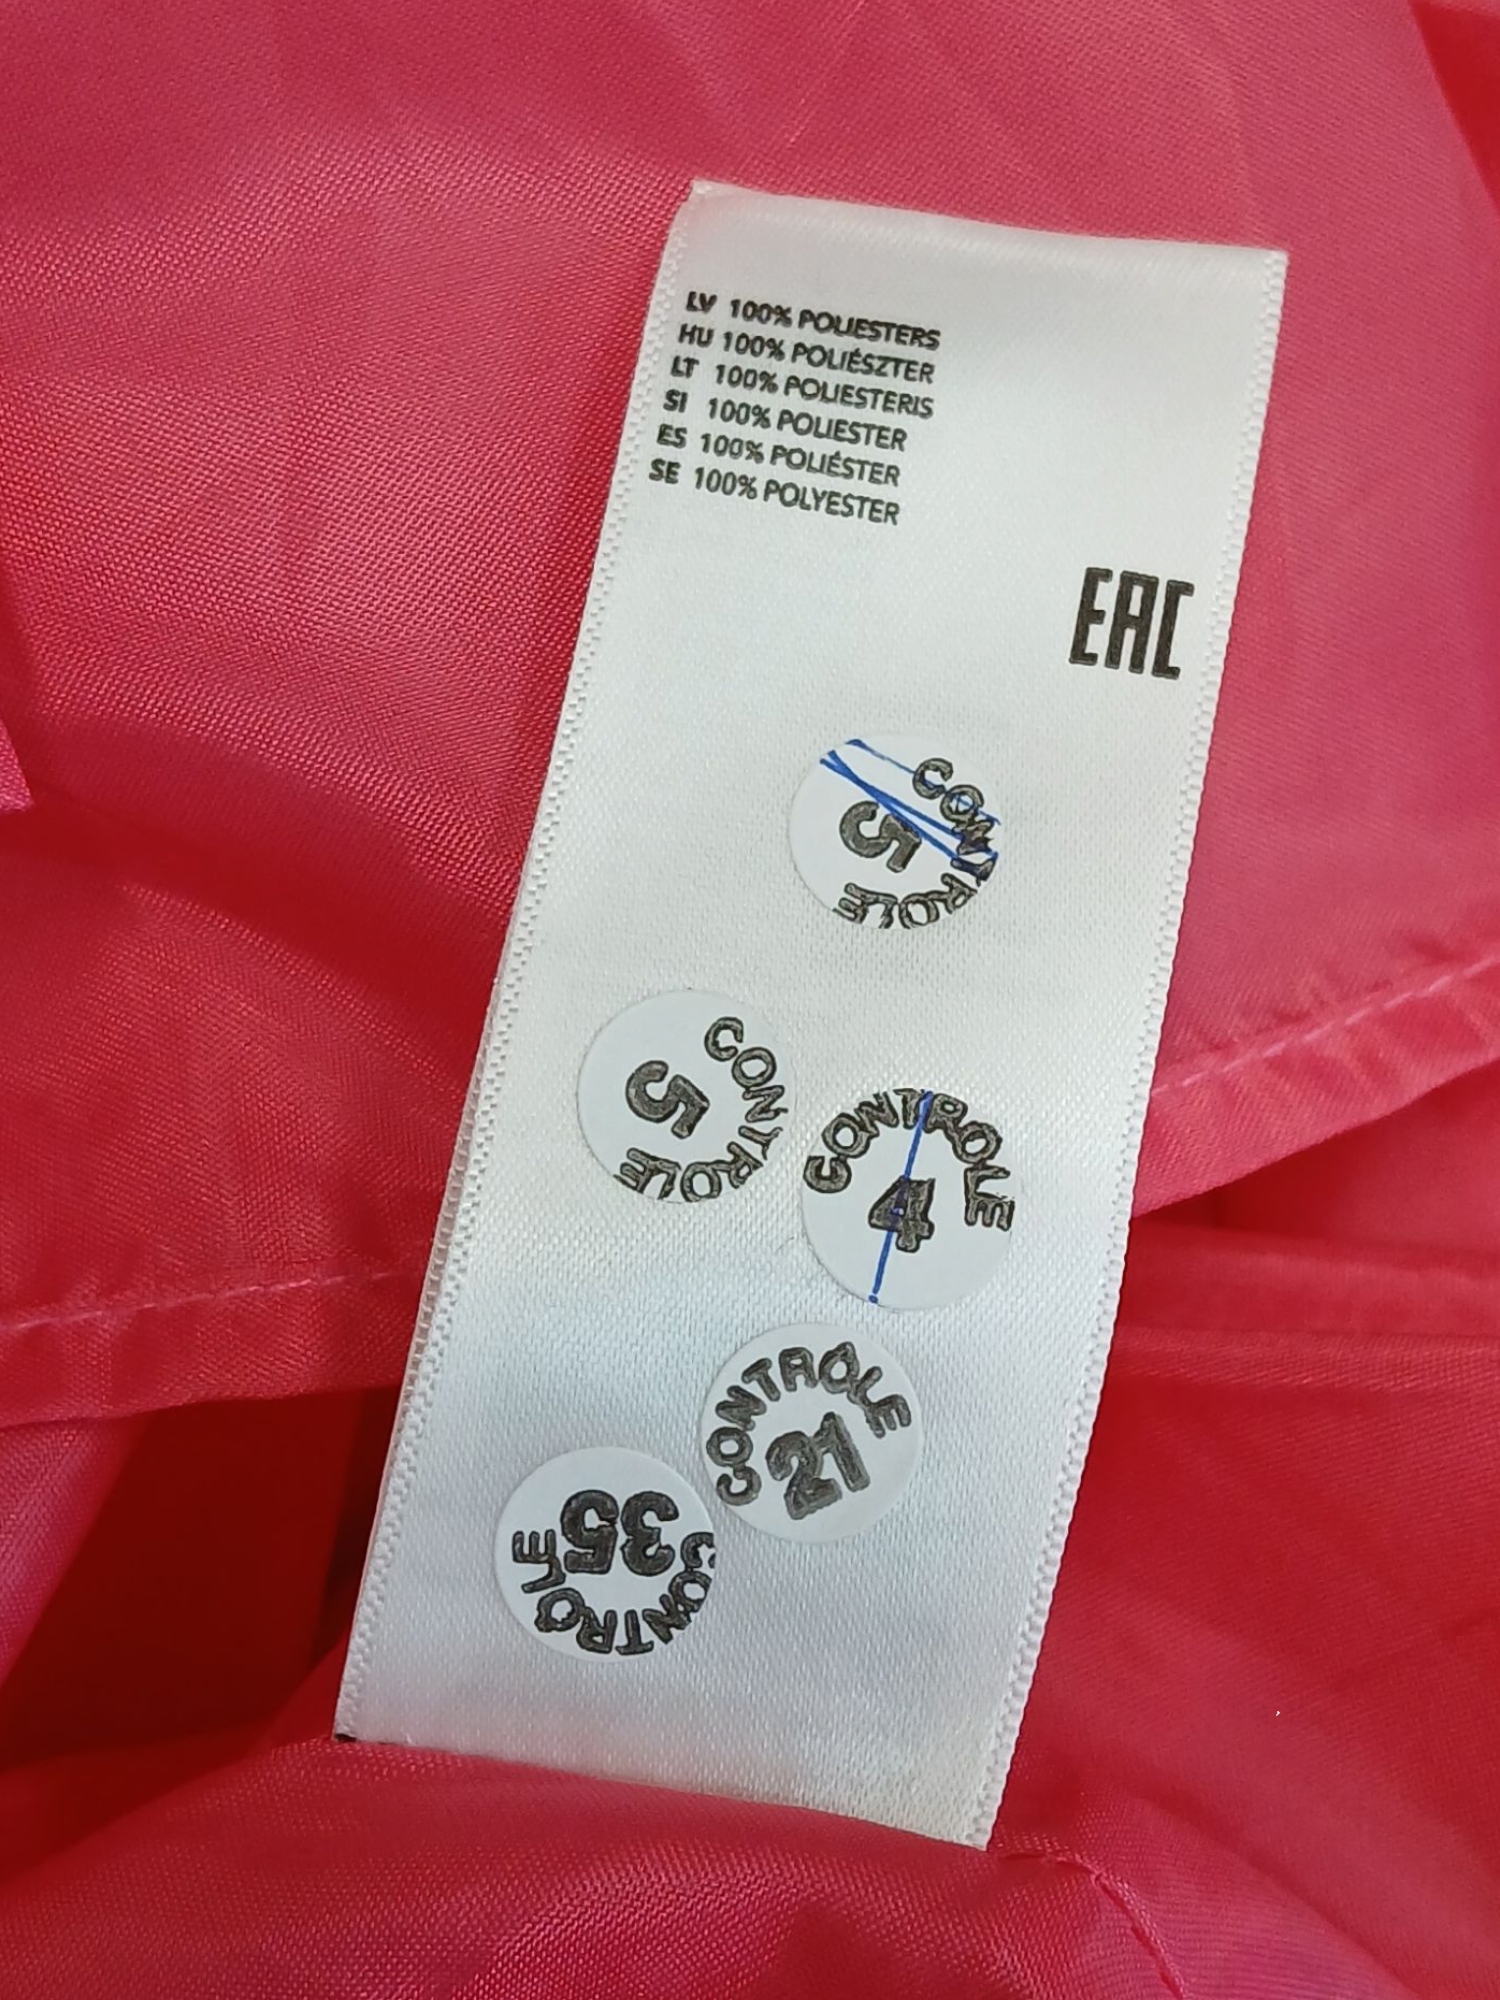 LV 100% POLIESTERS
HU 100% POLIÉSZTER
LT 100% POLIESTERIS
SI 100% POLIESTER
ES 100% POLIÉSTER
SE 100% POLYESTER
EAC
CONTROLE
5
CONTROLE
5
CONTROLE
4
CONTROLE
21
CONTROLE
35